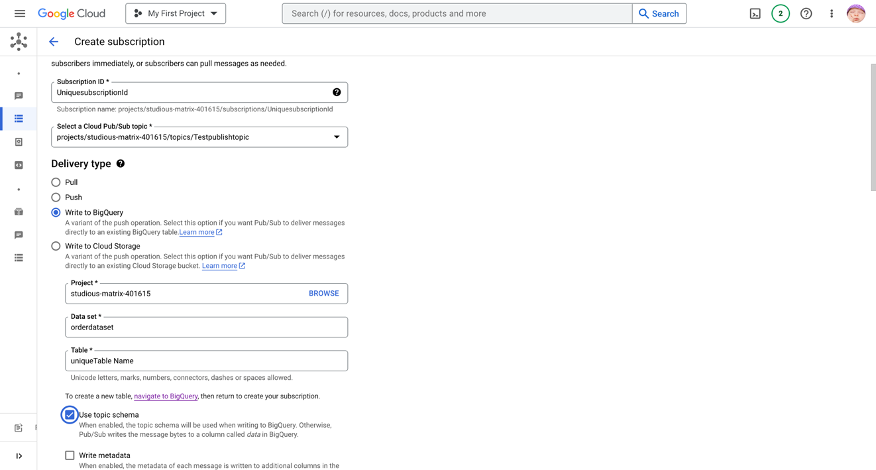 Google Cloud
My First Project
Search (/) for resources, docs, products and more
Search
2
Create subscription
subscribers immediately, or subscribers can pull messages as needed.
Subscription ID *
UniquesubscriptionId
Subscription name: projects/studious-matrix-401615/subscriptions/UniquesubscriptionId
Select a Cloud Pub/Sub topic *
projects/studious-matrix-401615/topics/Testpublishtopic
Delivery type
Pull
Push
Write to BigQuery
A variant of the push operation. Select this option if you want Pub/Sub to deliver messages
directly to an existing BigQuery table.Learn more
Write to Cloud Storage
A variant of the push operation. Select this option if you want Pub/Sub to deliver messages
directly to an existing Cloud Storage bucket. Learn more
Project *
studious-matrix-401615
BROWSE
Data set *
orderdataset
Table *
uniqueTable Name
Unicode letters, marks, numbers, connectors, dashes or spaces allowed.
To create a new table, navigate to BigQuery, then return to create your subscription.
Use topic schema
When enabled, the topic schema will be used when writing to BigQuery. Otherwise,
Pub/Sub writes the message bytes to a column called data in BigQuery.
Write metadata
When enabled, the metadata of each message is written to additional columns in the